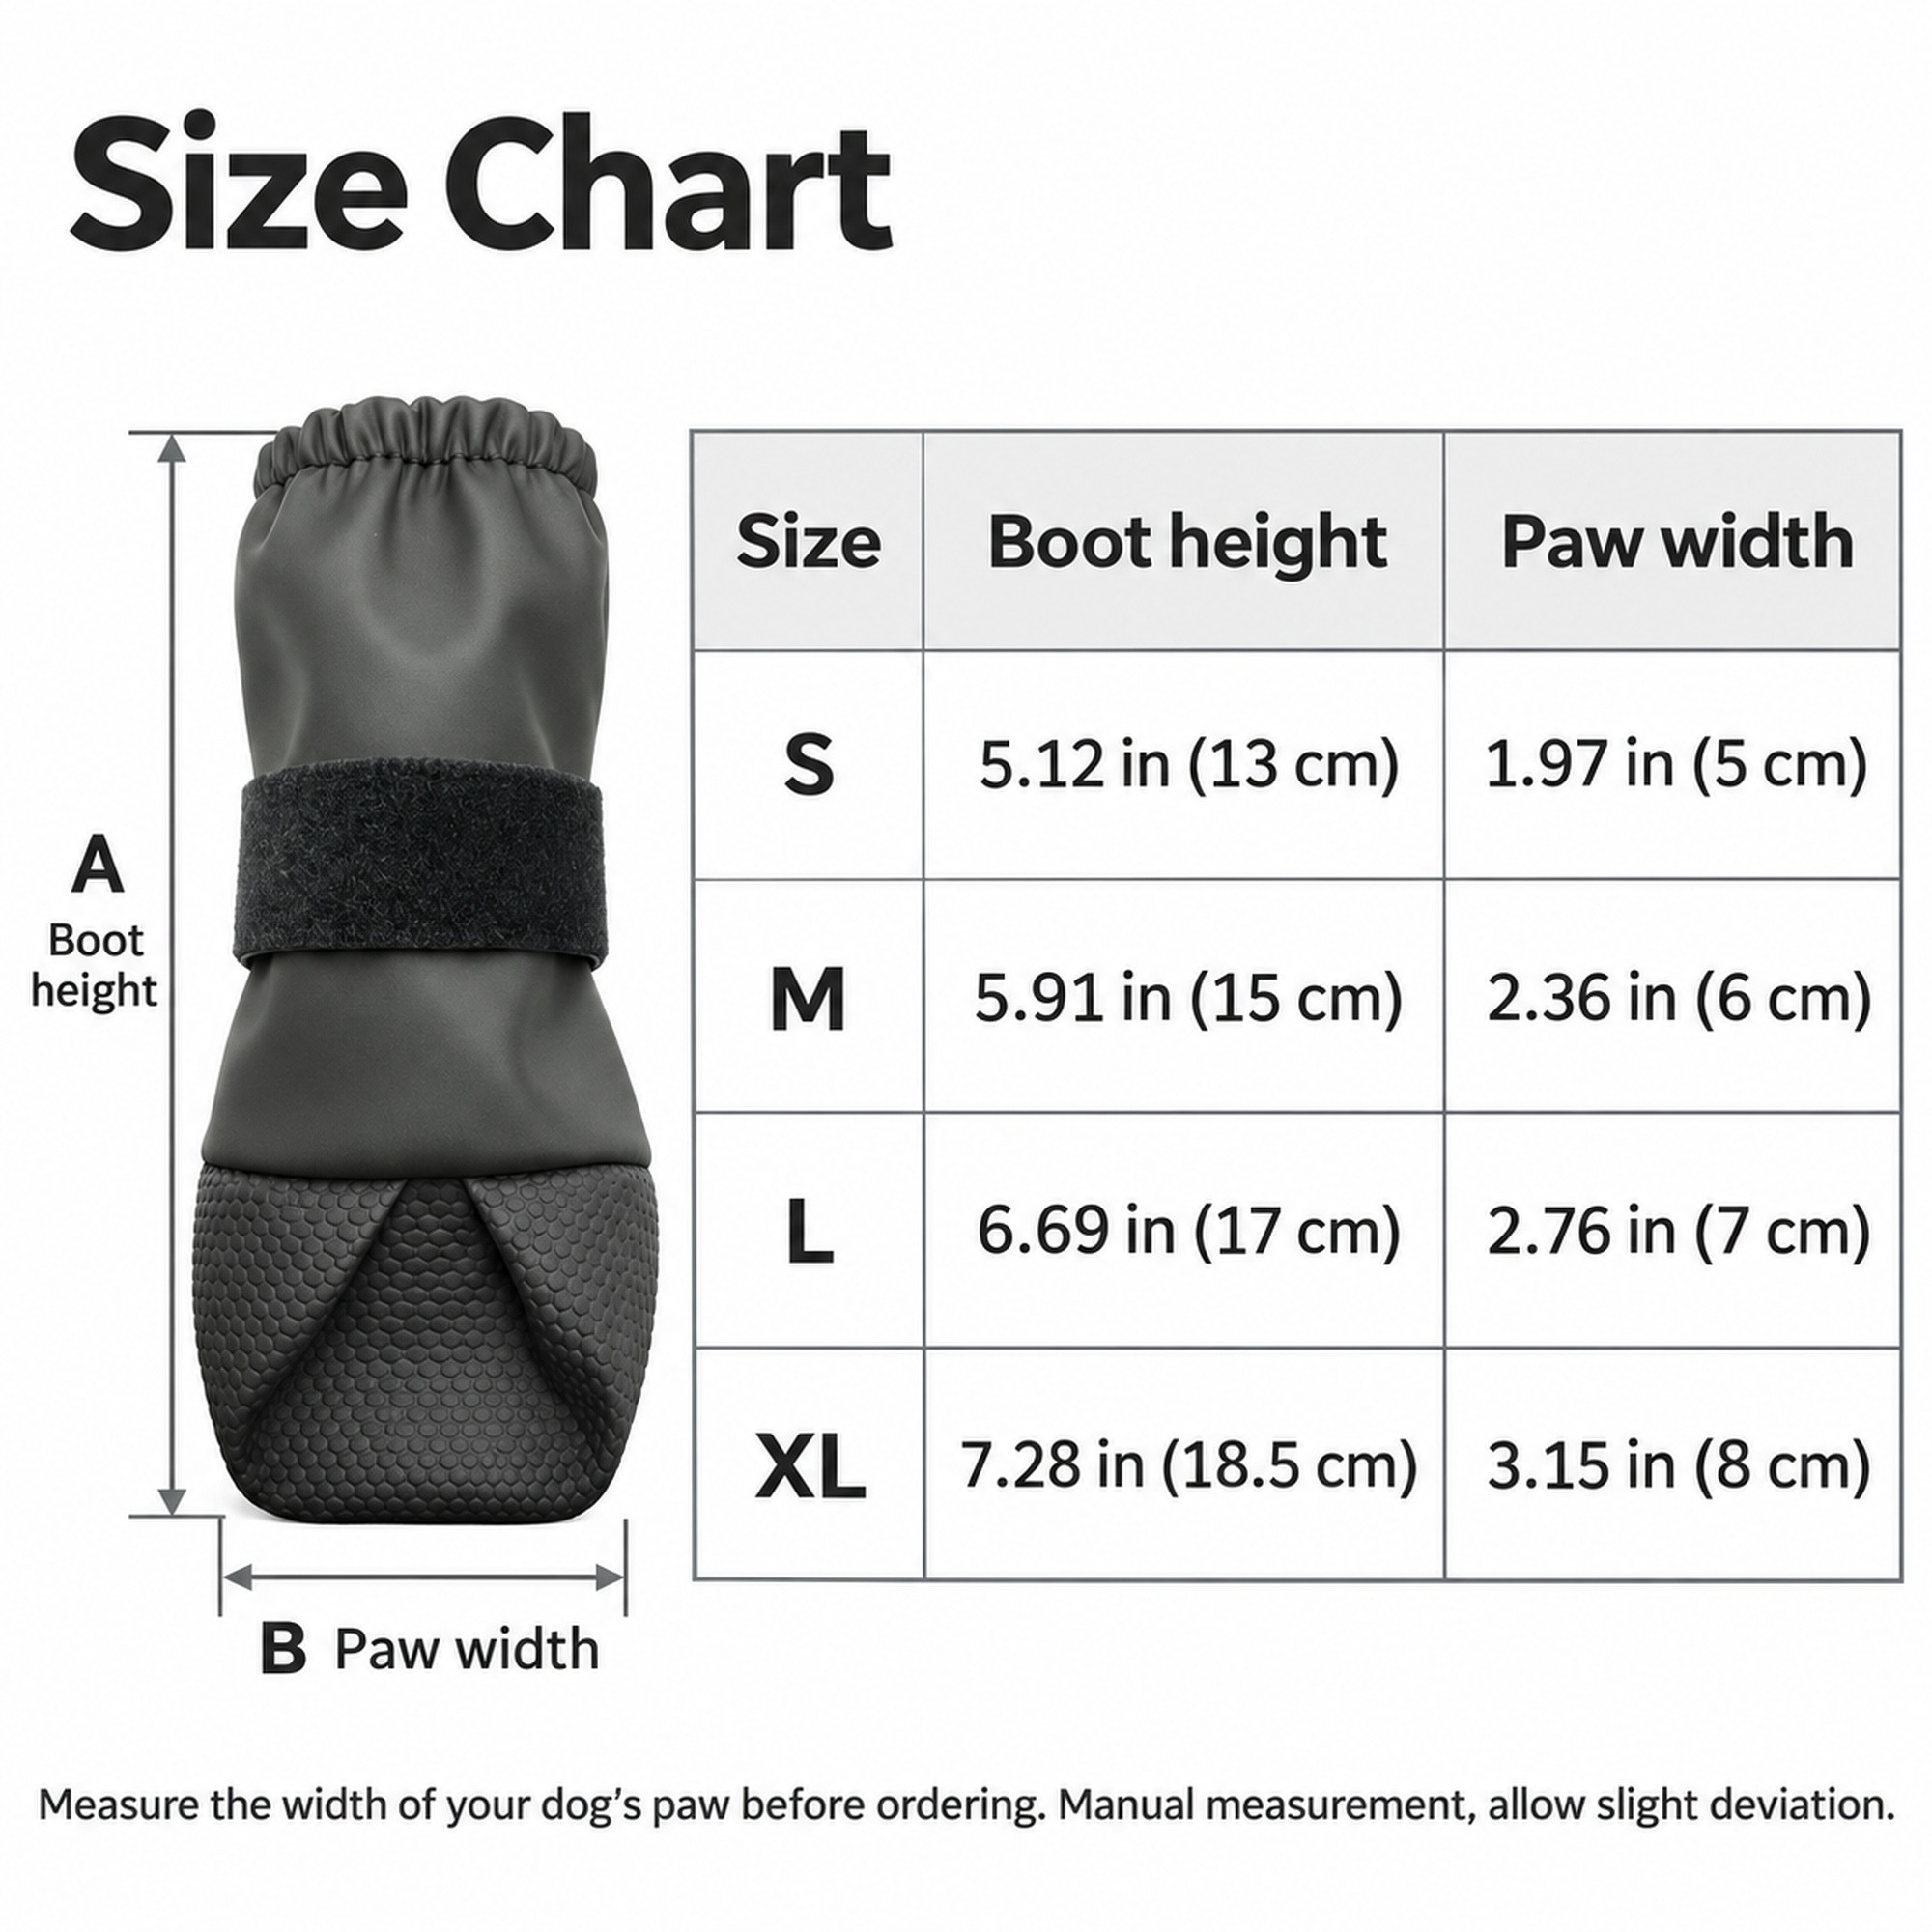 Size Chart
A
Boot
height
B Paw width
Size Boot height Paw width
S 5.12 in (13 cm) 1.97 in (5 cm)
M 5.91 in (15 cm) 2.36 in (6 cm)
L 6.69 in (17 cm) 2.76 in (7 cm)
XL 7.28 in (18.5 cm) 3.15 in (8 cm)
Measure the width of your dog’s paw before ordering. Manual measurement, allow slight deviation.